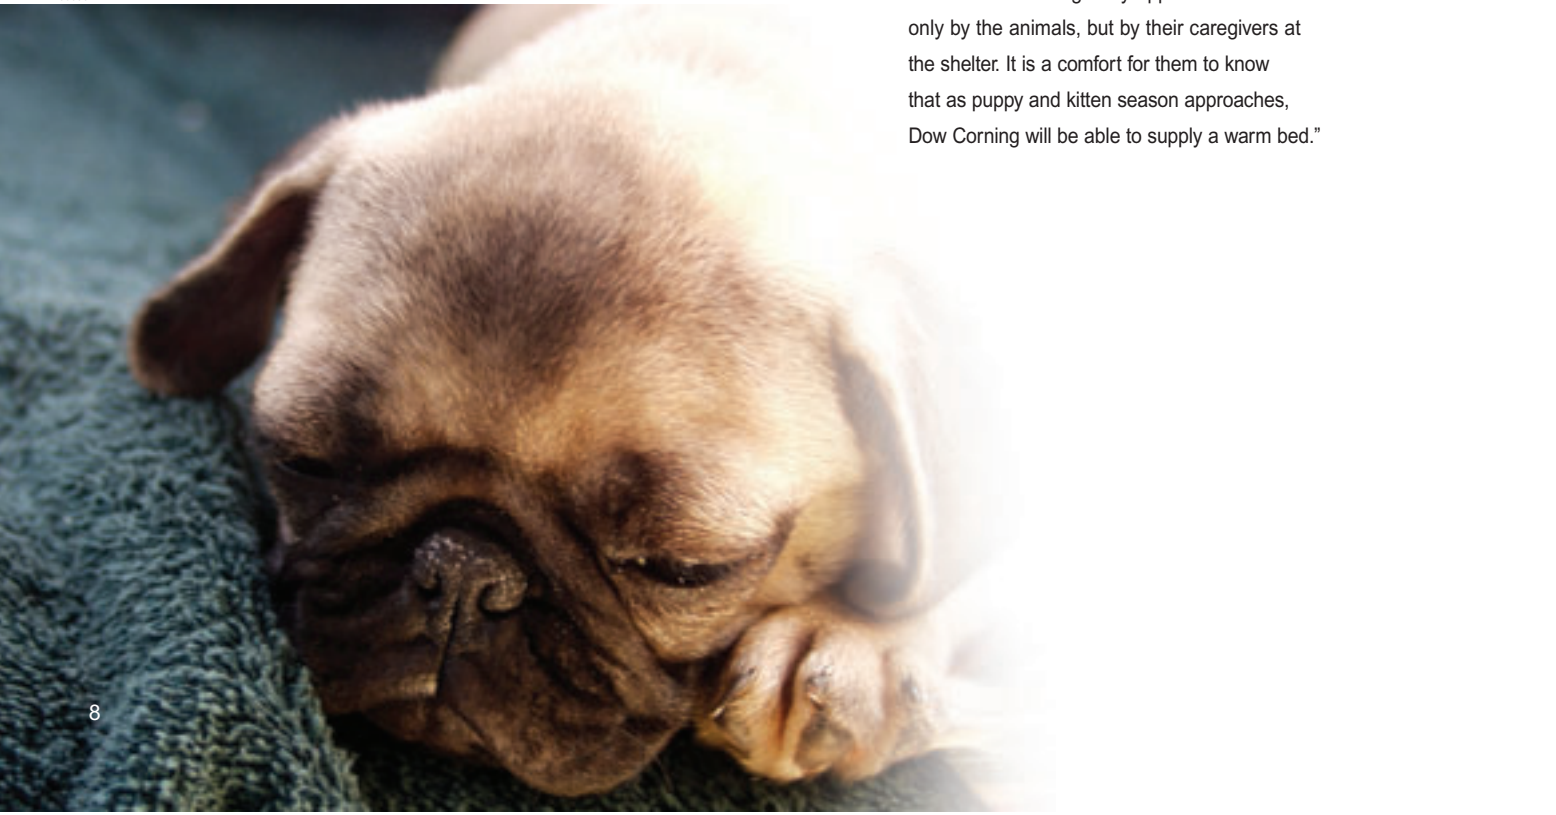 only by the animals, but by their caregivers at
the shelter. It is a comfort for them to know
that as puppy and kitten season approaches,
Dow Corning will be able to supply a warm bed.”
8